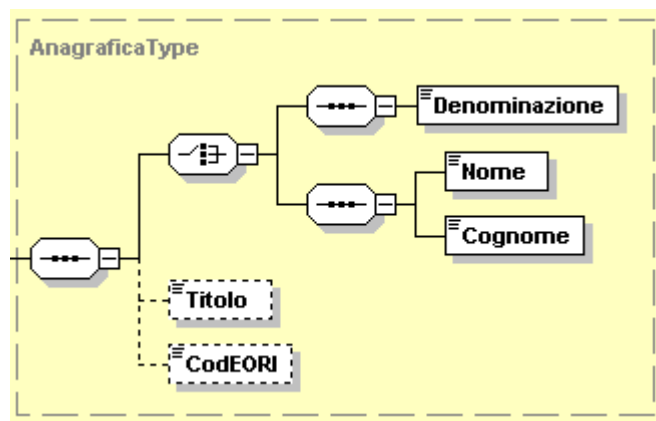 AnagraficaType
Denominazione
Nome
Cognome
Titolo
CodEORI